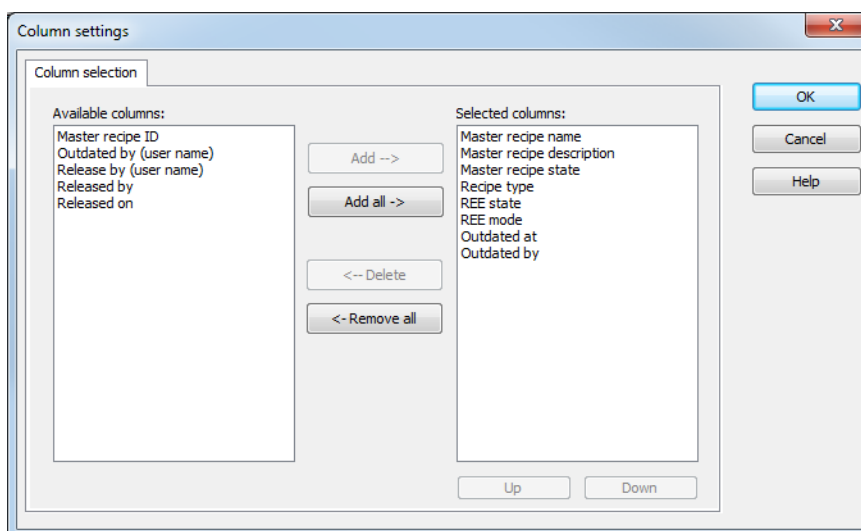 Column settings
Column selection
Available columns:
Master recipe ID
Outdated by (user name)
Release by (user name)
Released by
Released on
Add -->
Add all ->
<-- Delete
<- Remove all
Selected columns:
Master recipe name
Master recipe description
Master recipe state
Recipe type
REE state
REE mode
Outdated at
Outdated by
Up
Down
OK
Cancel
Help